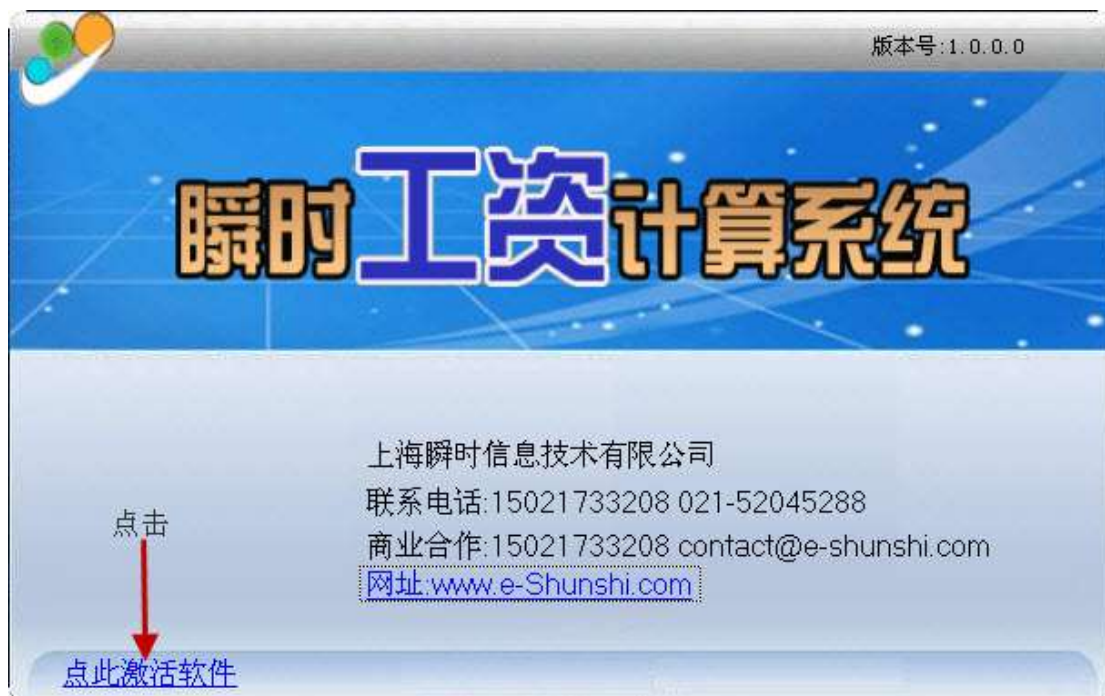 版本号:1.0.0.0
瞬时工资计算系统
上海瞬时信息技术有限公司
联系电话:15021733208 021-52045288
商业合作:15021733208 contact@e-shunshi.com
网址:www.e-Shunshi.com
点击
点此激活软件